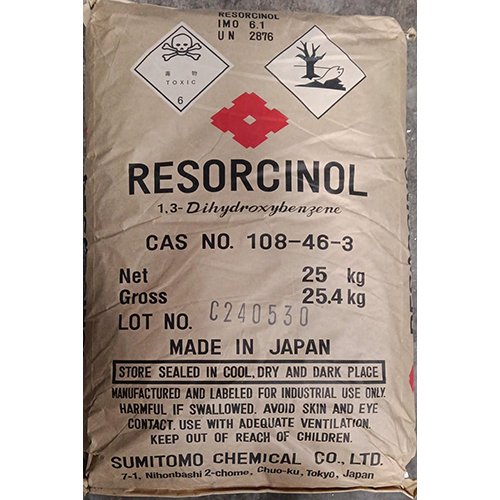 RESORCINOL
IMO 6.1
UN 2876
毒 物
TOXIC
6
RESORCINOL
1,3-Dihydroxybenzene
CAS NO. 108-46-3
Net 25 kg
Gross 25.4 kg
LOT NO. C240530
MADE IN JAPAN
STORE SEALED IN COOL, DRY AND DARK PLACE
MANUFACTURED AND LABELED FOR INDUSTRIAL USE ONLY.
HARMFUL IF SWALLOWED. AVOID SKIN AND EYE
CONTACT. USE WITH ADEQUATE VENTILATION.
KEEP OUT OF REACH OF CHILDREN.
SUMITOMO CHEMICAL CO., LTD.
7-1, Nihonbashi 2-chome, Chuo-ku, Tokyo, Japan